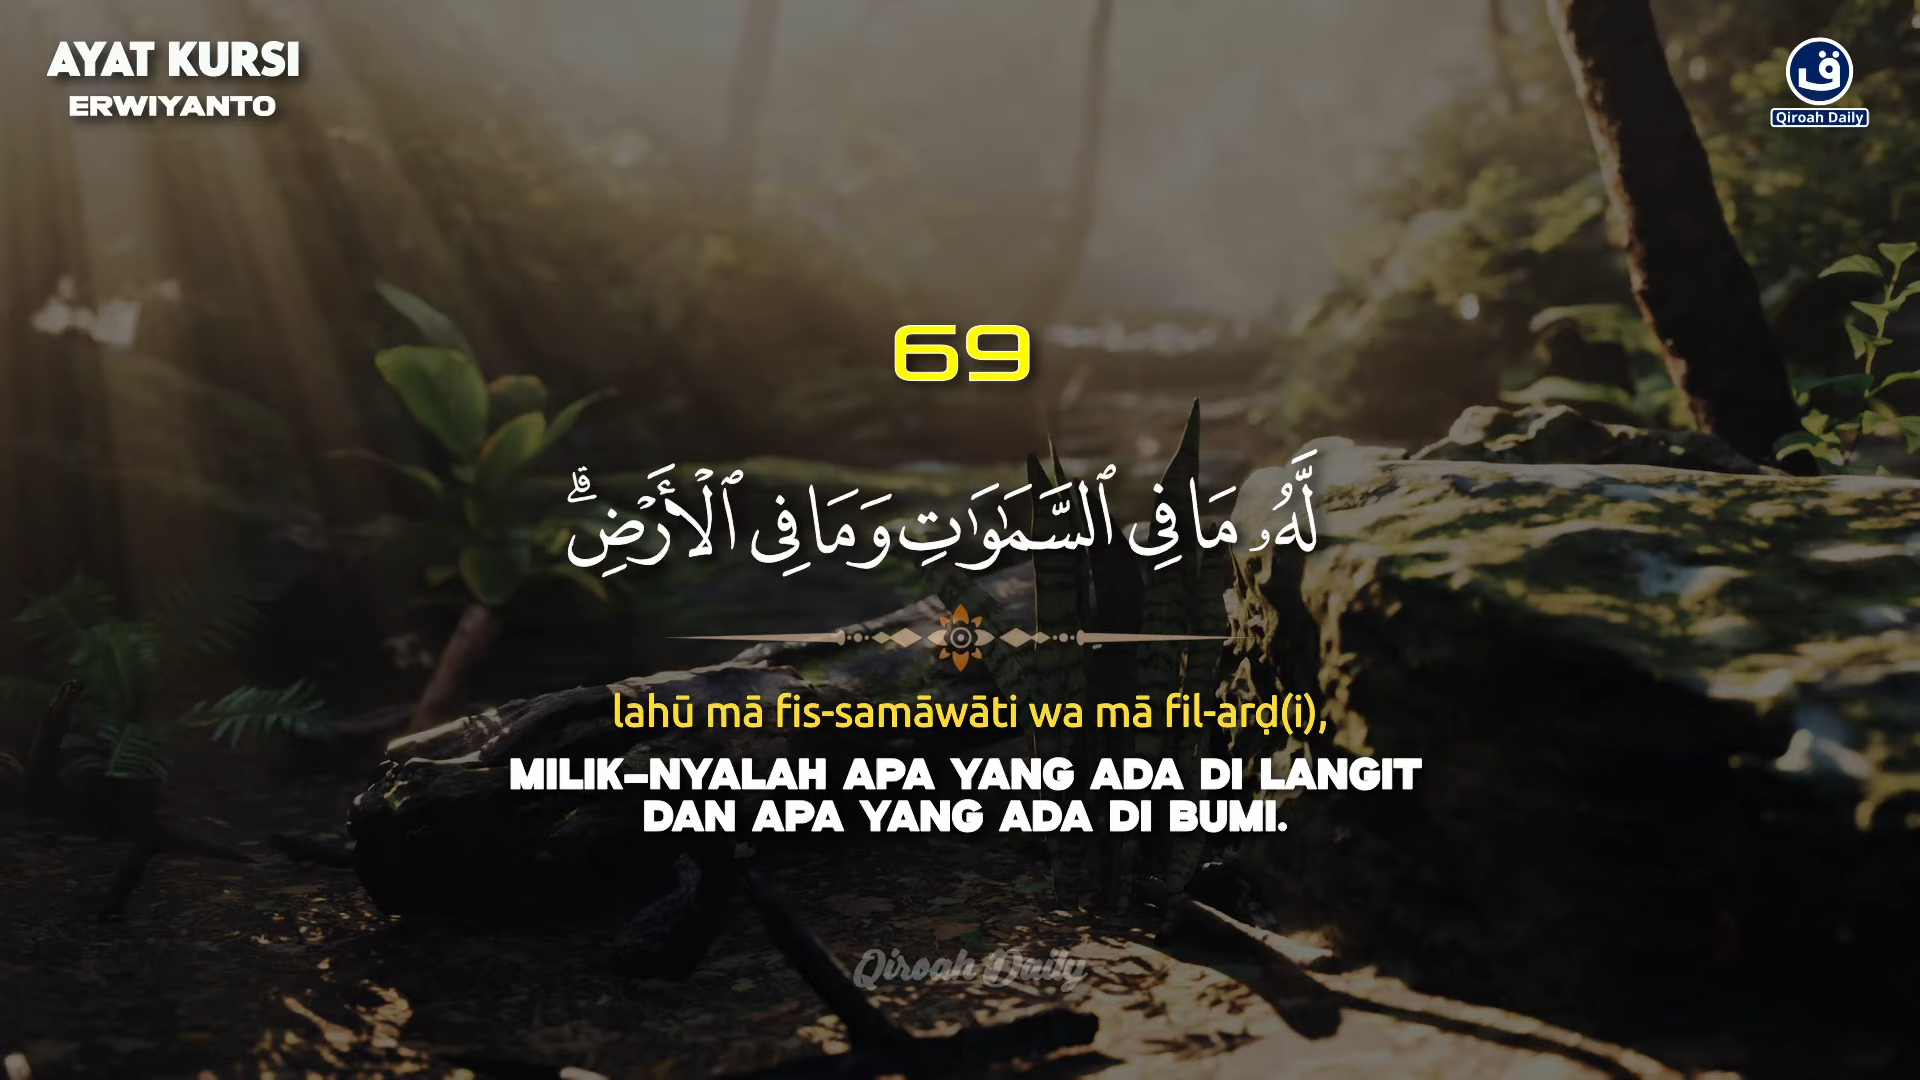 AYAT KURSI
ERWIYANTO
ق
Qiroah Daily
69
لَّهُۥ مَا فِى ٱلسَّمَـٰوَٰتِ وَمَا فِى ٱلْأَرْضِ ۗ
lahū mā fis-samāwāti wa mā fil-arḍ(i),
MILIK-NYALAH APA YANG ADA DI LANGIT
DAN APA YANG ADA DI BUMI.
Qiroah Daily